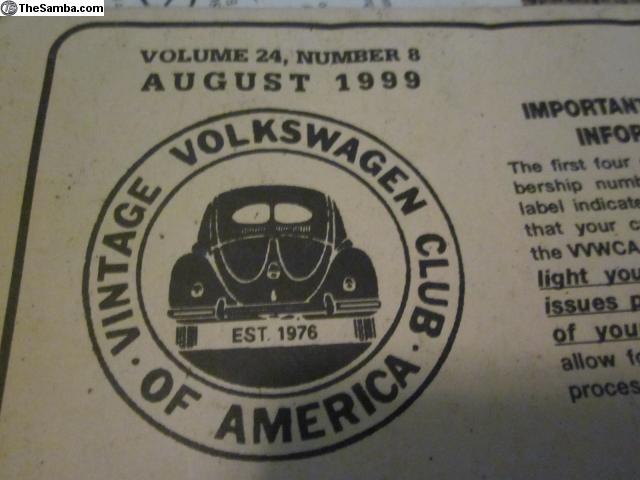 TheSamba.com
VOLUME 24, NUMBER 8
AUGUST 1999
VINTAGE VOLKSWAGEN CLUB
· OF AMERICA ·
EST. 1976
IMPORTANT
INFOR
The first four
bership numb
label indicate
that your c
the VVWCA
light you
issues p
of you
allow fo
proces